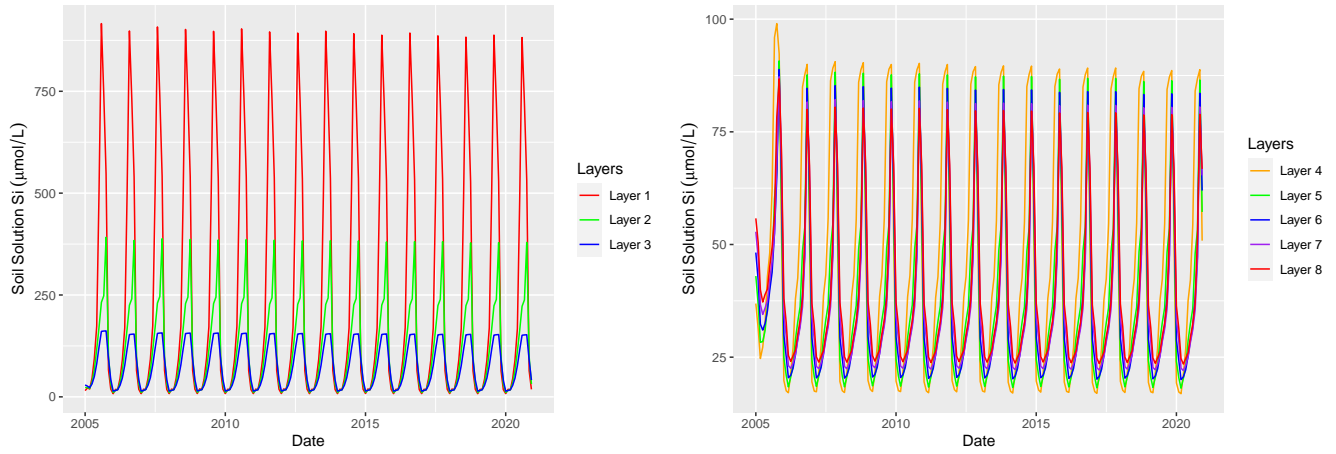 Soil Solution Si (μmol/L)
750
500
250
0
2005
2010
2015
2020
Date
Layers
Layer 1
Layer 2
Layer 3
Soil Solution Si (μmol/L)
100
75
50
25
2005
2010
2015
2020
Date
Layers
Layer 4
Layer 5
Layer 6
Layer 7
Layer 8